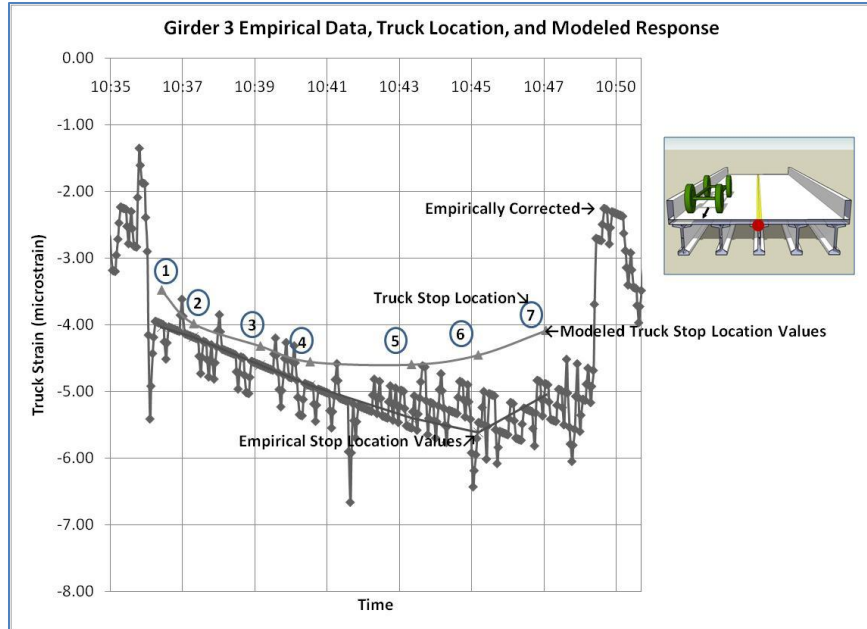 Girder 3 Empirical Data, Truck Location, and Modeled Response
0.00
10:35 10:37 10:39 10:41 10:43 10:45 10:47 10:50
-1.00
-2.00
Empirically Corrected→
-3.00
1
Truck Stop Location↘
2
3
4
5
6
7
-4.00
←Modeled Truck Stop Location Values
Truck Strain (microstrain)
-5.00
Empirical Stop Location Values↗
-6.00
-7.00
-8.00
Time